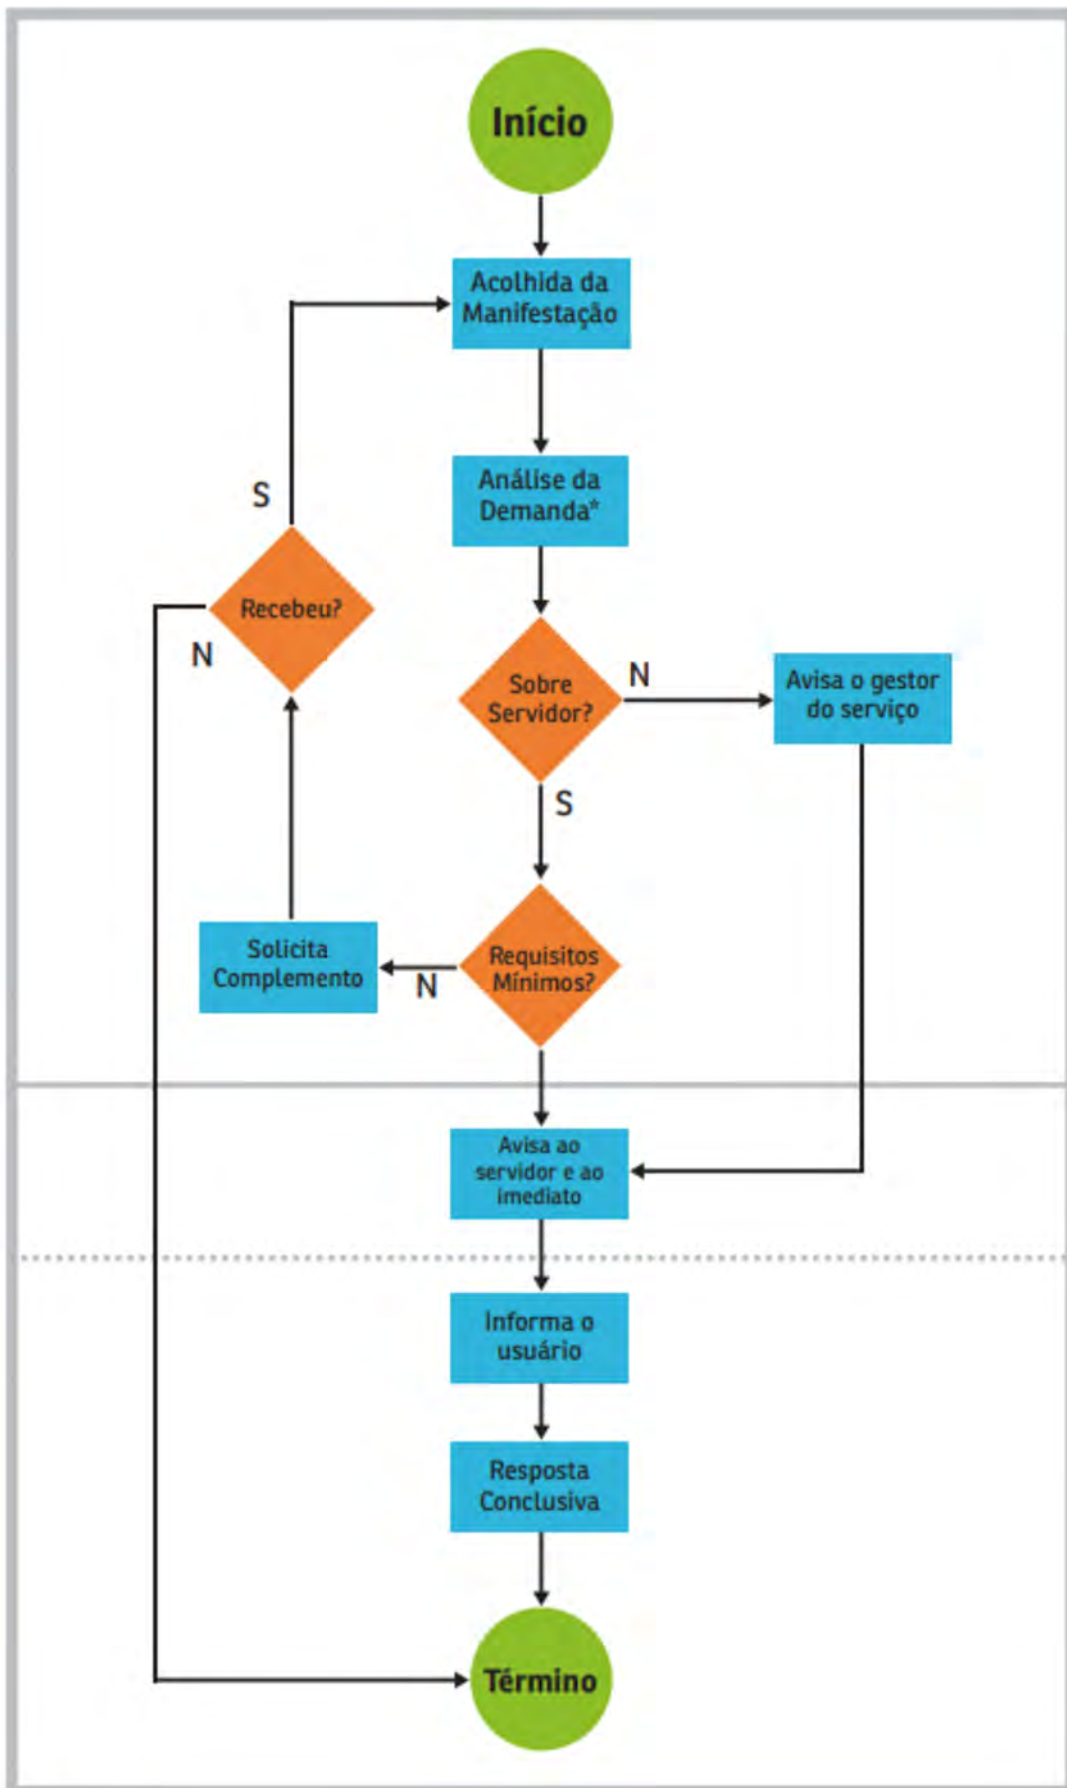 Início
Acolhida da
Manifestação
Análise da
Demanda*
S
Recebeu?
N
Sobre
Servidor?
N
Avisa o gestor
do serviço
S
Solicita
Complemento
N
Requisitos
Mínimos?
Avisa ao
servidor e ao
imediato
Informa o
usuário
Resposta
Conclusiva
Término